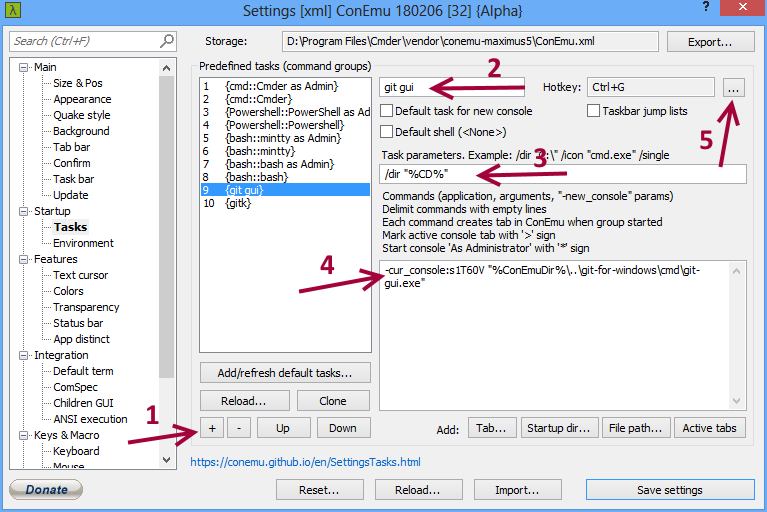 Settings [xml] ConEmu 180206 [32] {Alpha}
?
Search (Ctrl+F)
Storage:
D:\Program Files\Cmder\vendor\conemu-maximus5\ConEmu.xml
Export...
Main
Size & Pos
Appearance
Quake style
Background
Tab bar
Confirm
Task bar
Update
Startup
Tasks
Environment
Features
Text cursor
Colors
Transparency
Status bar
App distinct
Integration
Default term
ComSpec
Children GUI
ANSI execution
Keys & Macro
Keyboard
Mouse
Predefined tasks (command groups)
1 {cmd::Cmder as Admin}
2 {cmd::Cmder}
3 {Powershell::PowerShell as Ad
4 {Powershell::Powershell}
5 {bash::mintty as Admin}
6 {bash::mintty}
7 {bash::bash as Admin}
8 {bash::bash}
9 {git gui}
10 {gitk}
Add/refresh default tasks...
Reload...
Clone
1
+
-
Up
Down
git gui
2
Hotkey:
Ctrl+G
...
Default task for new console
Taskbar jump lists
Default shell (<None>)
5
Task parameters. Example: /dir "c:\" /icon "cmd.exe" /single
3
/dir "%CD%"
Commands (application, arguments, "-new_console" params)
Delimit commands with empty lines
Each command creates tab in ConEmu when group started
Mark active console tab with '>' sign
Start console 'As Administrator' with '*' sign
4
-cur_console:s1T60V "%ConEmuDir%\..\git-for-windows\cmd\git-
gui.exe"
Add:
Tab...
Startup dir...
File path...
Active tabs
https://conemu.github.io/en/SettingsTasks.html
Donate
Reset...
Reload...
Import...
Save settings